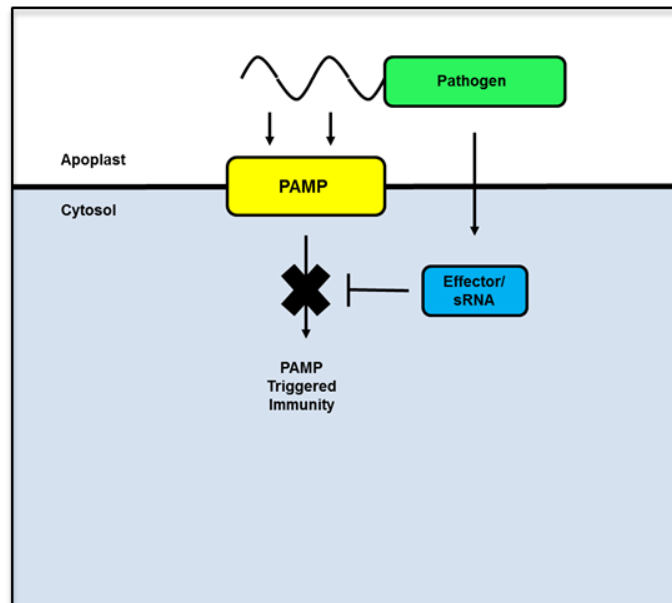 Pathogen
Apoplast
PAMP
Cytosol
Effector/
sRNA
PAMP
Triggered
Immunity